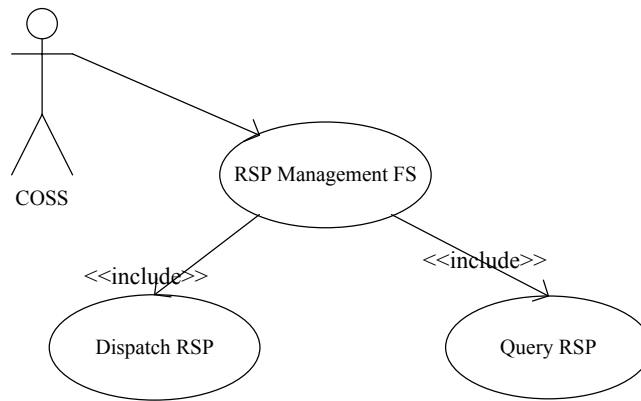 RSP Management FS
COSS
<<include>>
<<include>>
Dispatch RSP
Query RSP